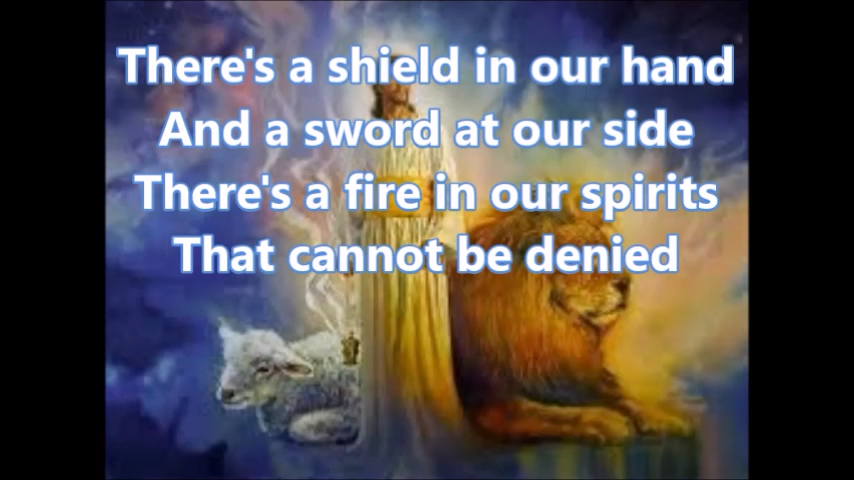 There's a shield in our hand
And a sword at our side
There's a fire in our spirits
That cannot be denied